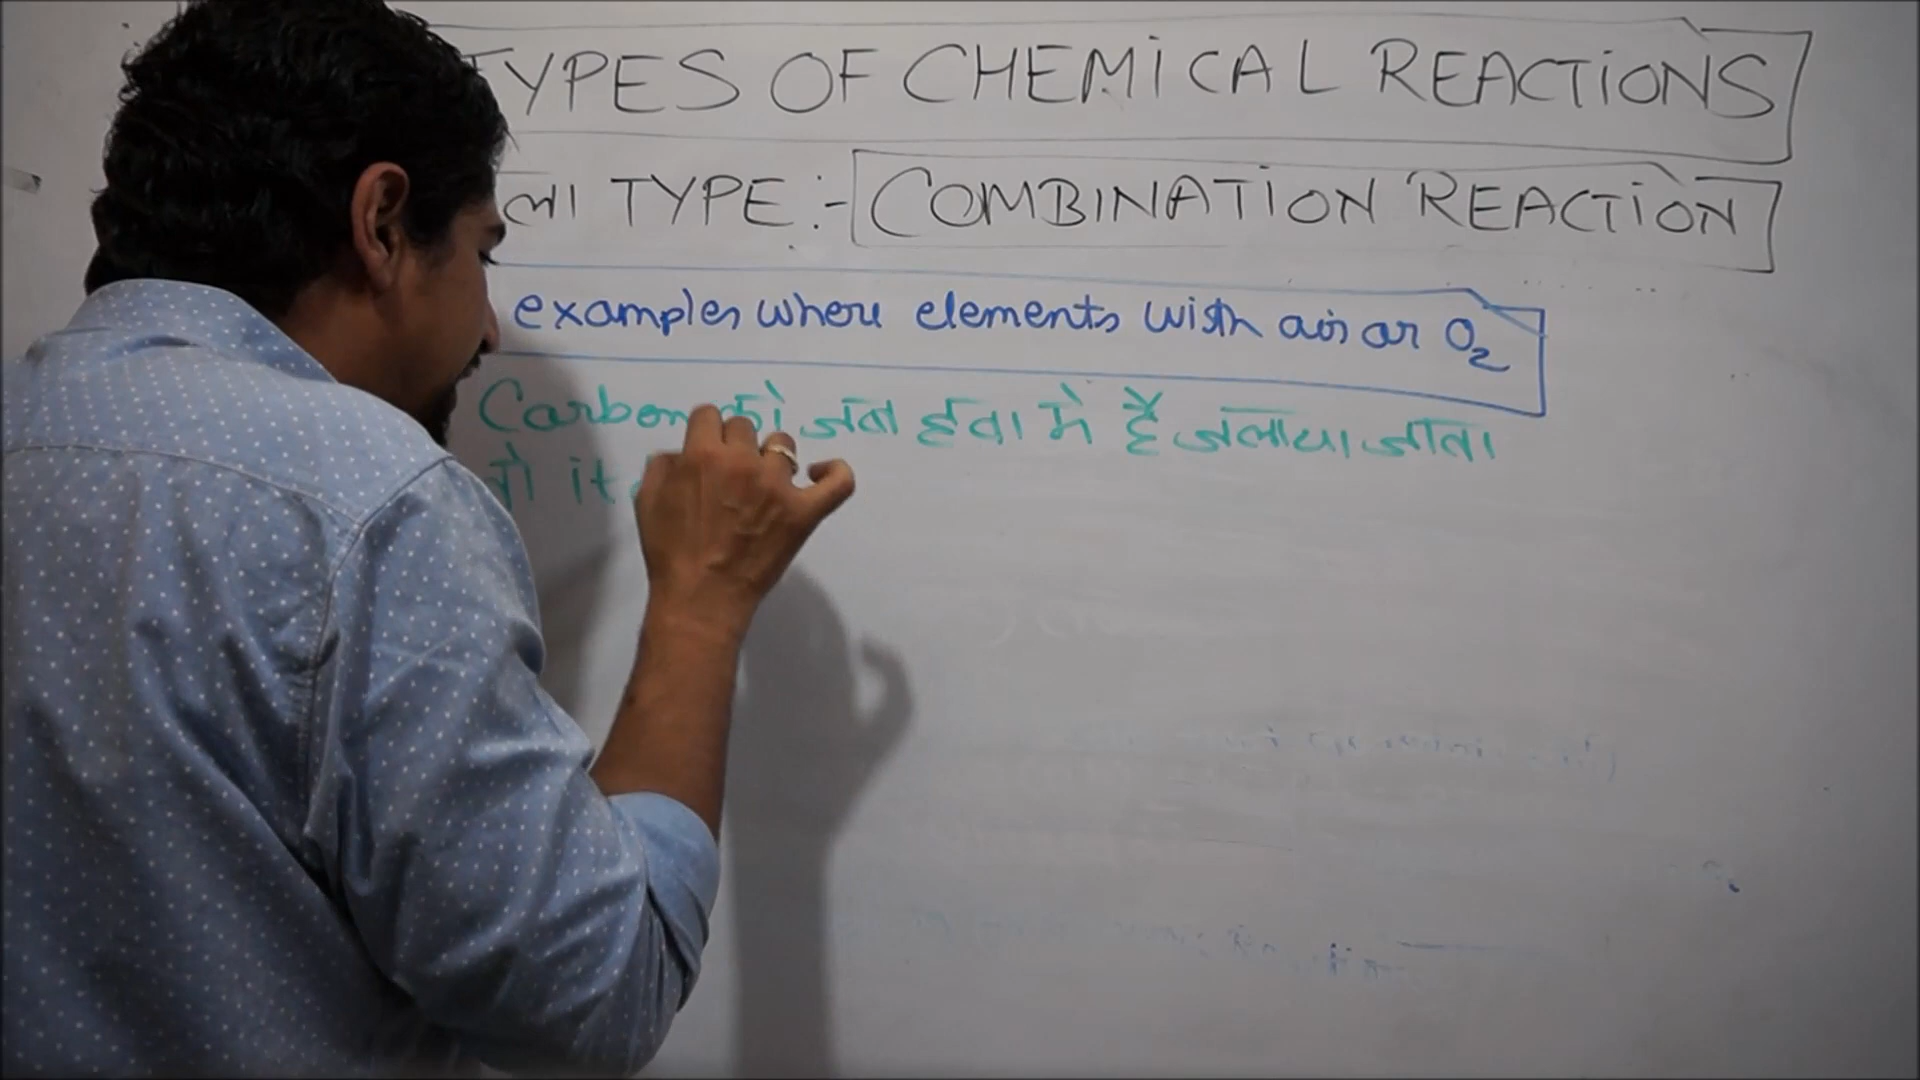 TYPES OF CHEMICAL REACTIONS
TYPE :- COMBINATION REACTION
examples where elements with air or O2
Carbon को जब हवा में है जलाया जाता
तो it